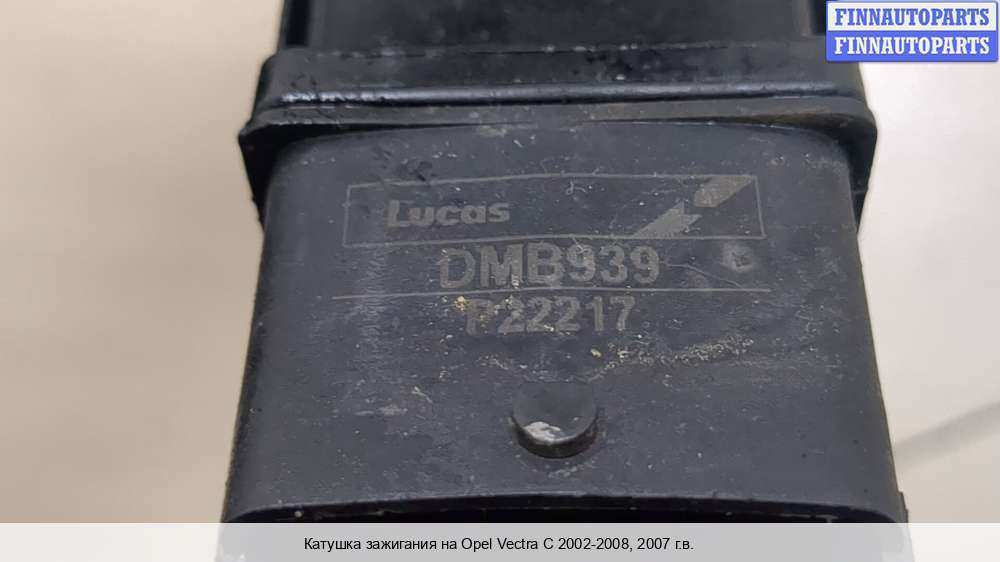 FINNAUTOPARTS
FINNAUTOPARTS
Lucas
DMB939
P22217
Катушка зажигания на Opel Vectra C 2002-2008, 2007 г.в.